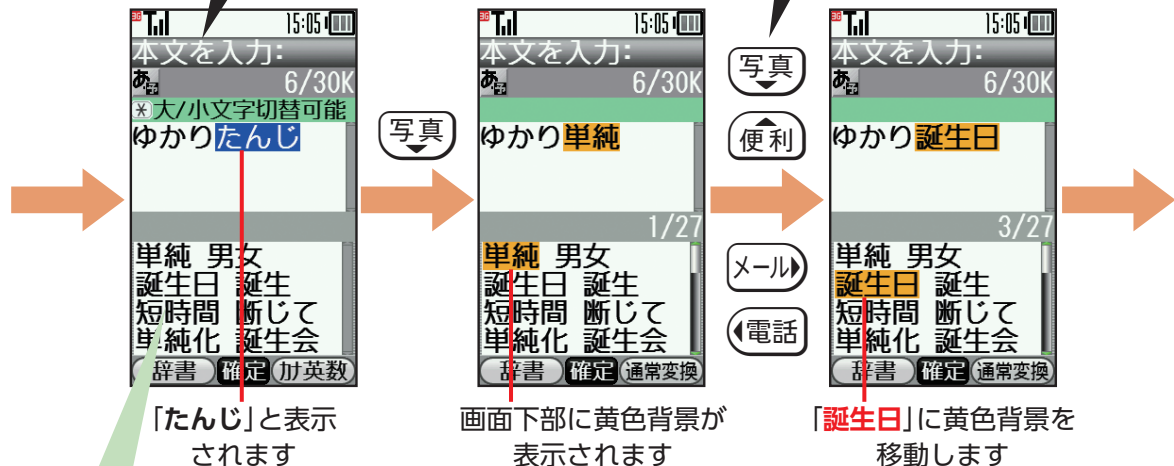 3G 15:05
本文を入力:
あ予 6/30K
*大/小文字切替可能
ゆかりたんじ
単純 男女
誕生日 誕生
短時間 断じて
単純化 誕生会
辞書 確定 カナ英数
「たんじ」と表示
されます
写真
3G 15:05
本文を入力:
あ予 6/30K
ゆかり単純
1/27
単純 男女
誕生日 誕生
短時間 断じて
単純化 誕生会
辞書 確定 通常変換
画面下部に黄色背景が
表示されます
写真
便利
メール
電話
3G 15:05
本文を入力:
あ予 6/30K
ゆかり誕生日
3/27
単純 男女
誕生日 誕生
短時間 断じて
単純化 誕生会
辞書 確定 通常変換
「誕生日」に黄色背景を
移動します